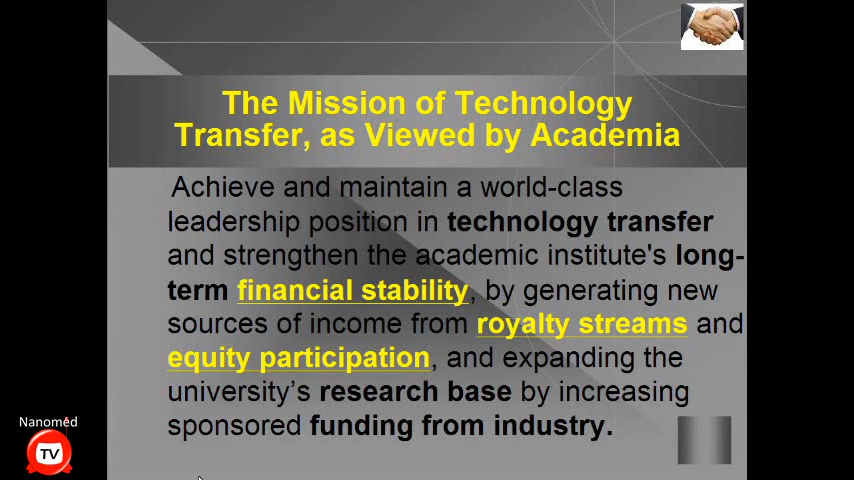 The Mission of Technology
Transfer, as Viewed by Academia
Achieve and maintain a world-class
leadership position in technology transfer
and strengthen the academic institute's long-
term financial stability, by generating new
sources of income from royalty streams and
equity participation, and expanding the
university’s research base by increasing
sponsored funding from industry.
Nanomed
TV